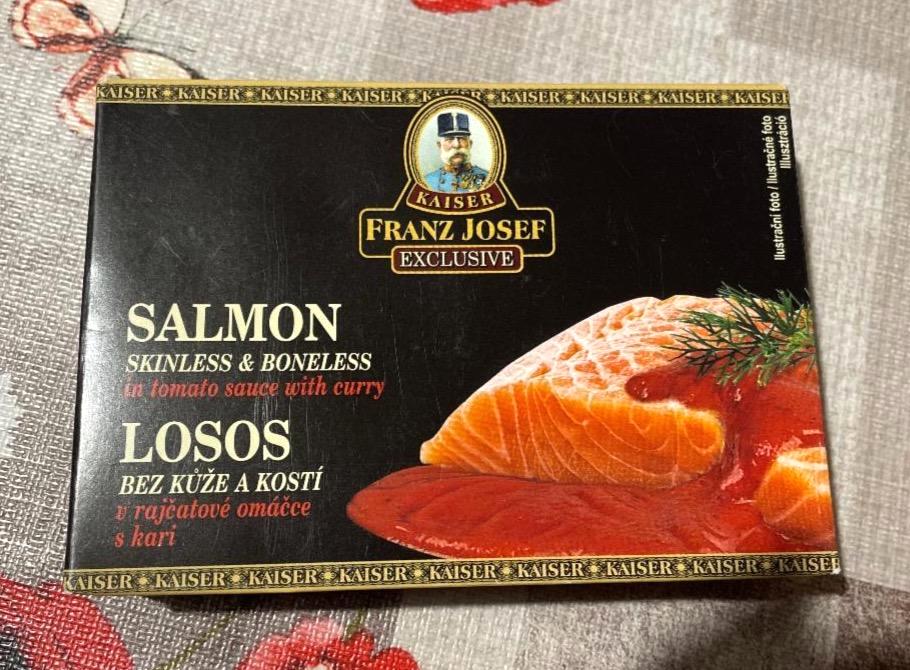 KAISER KAISER KAISER KAISER KAISER KAISER KAISER KAISER
KAISER
FRANZ JOSEF
EXCLUSIVE
Ilustrační foto / Ilustračné foto
Illusztráció
SALMON
SKINLESS & BONELESS
in tomato sauce with curry
LOSOS
BEZ KŮŽE A KOSTÍ
v rajčatové omáčce
s kari
KAISER KAISER KAISER KAISER KAISER KAISER KAISER KAISER KAISE